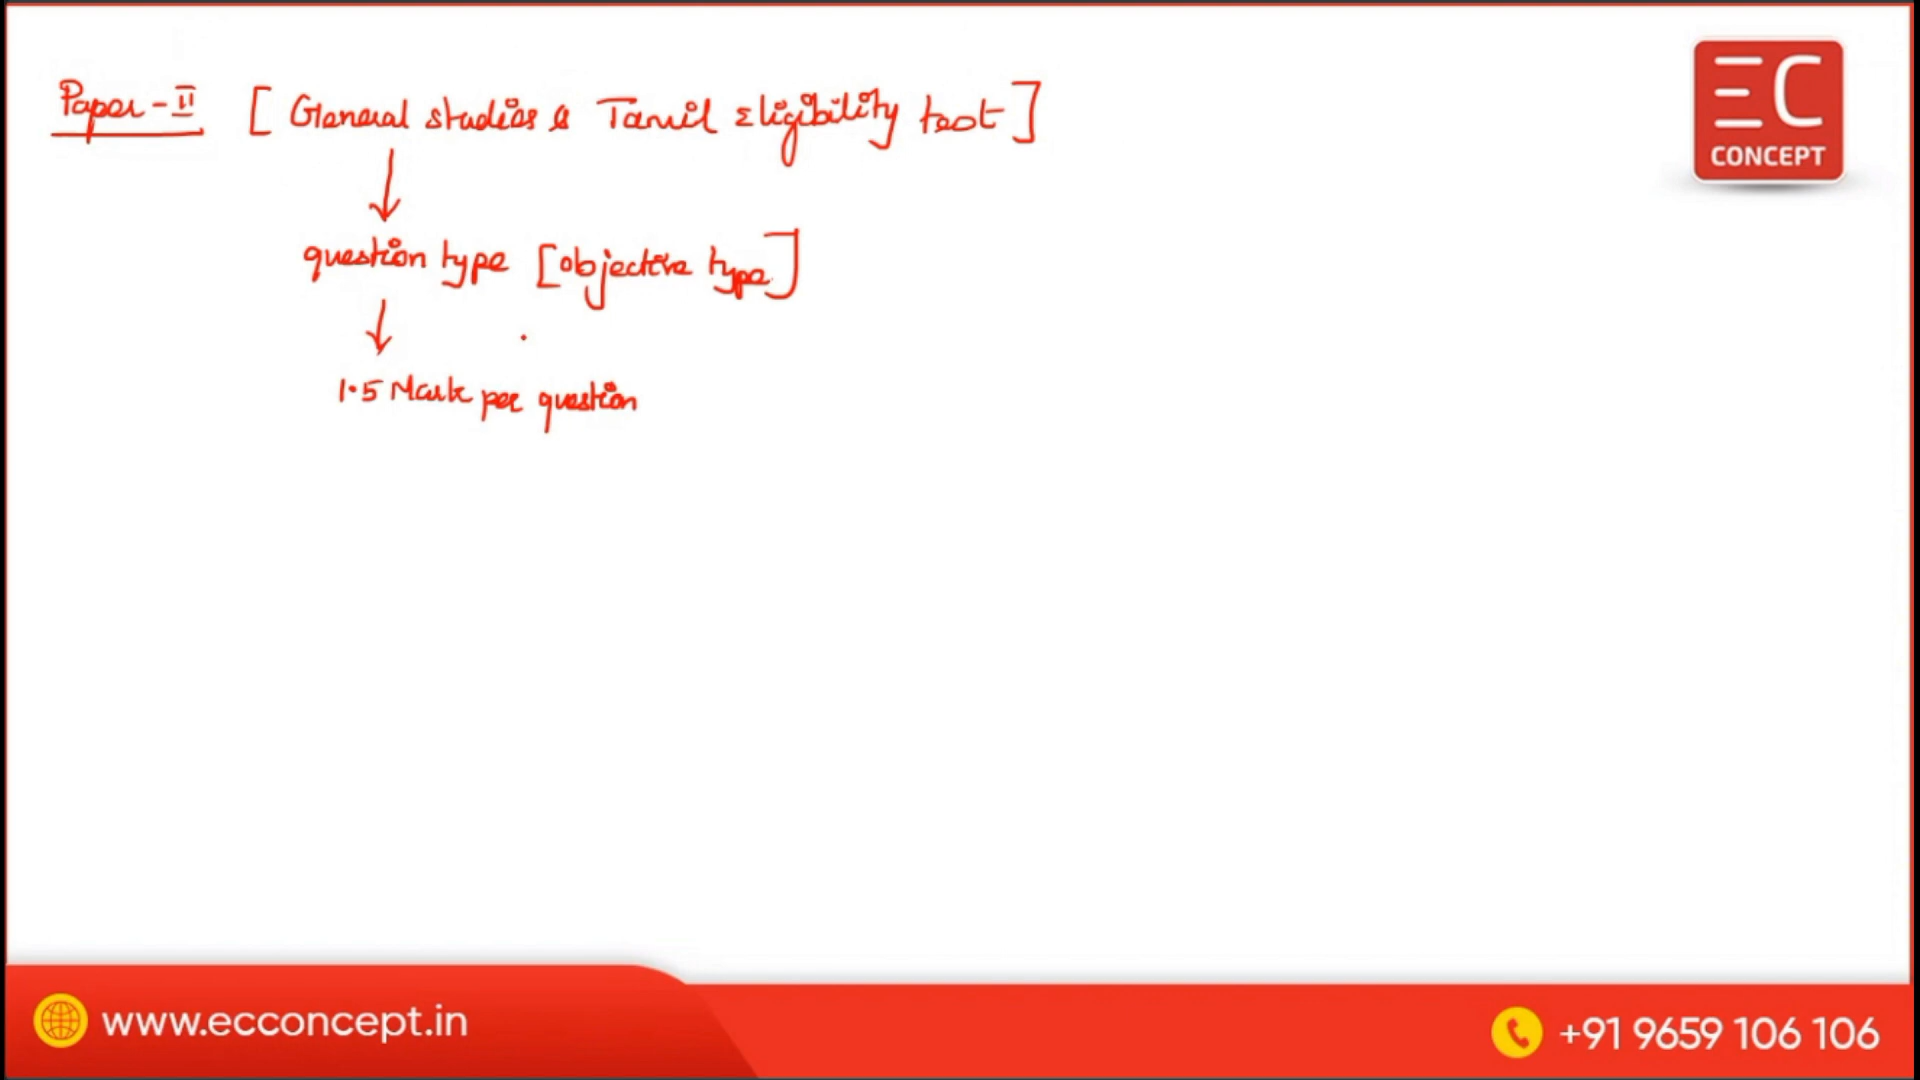 Paper - II [ General studies & Tamil Eligibility test ]
question type [objective type]
1.5 Mark per question
EC
CONCEPT
www.ecconcept.in
+91 9659 106 106